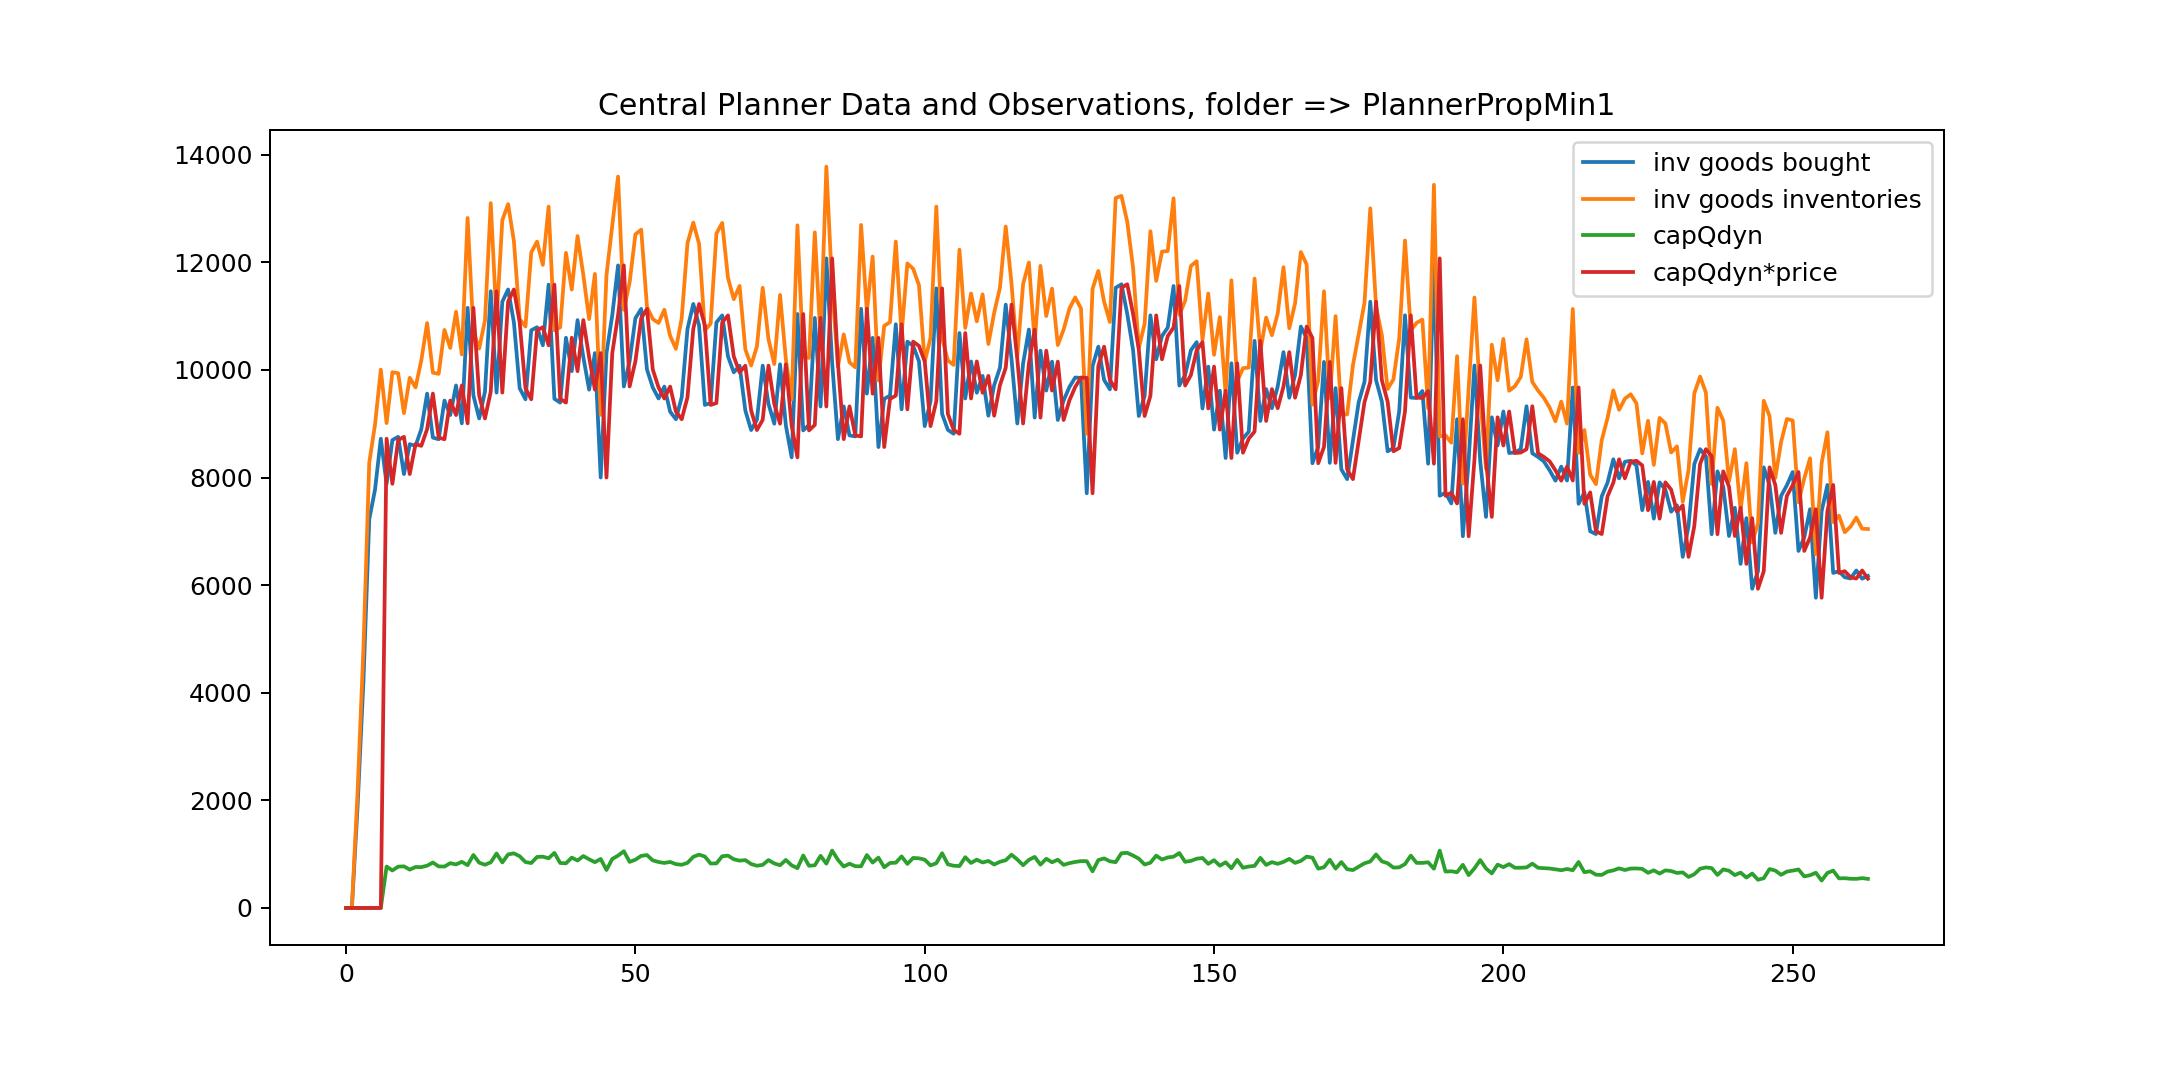 Central Planner Data and Observations, folder => PlannerPropMin1
14000
12000
10000
8000
6000
4000
2000
0
inv goods bought
inv goods inventories
capQdyn
capQdyn*price
0 50 100 150 200 250